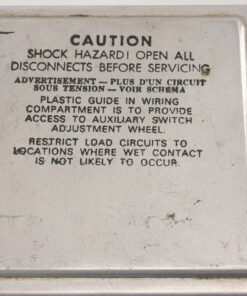 CAUTION
SHOCK HAZARD! OPEN ALL
DISCONNECTS BEFORE SERVICING
ADVERTISEMENT — PLUS D'UN CIRCUIT
SOUS TENSION — VOIR SCHEMA
PLASTIC GUIDE IN WIRING
COMPARTMENT IS TO PROVIDE
ACCESS TO AUXILIARY SWITCH
ADJUSTMENT WHEEL.
RESTRICT LOAD CIRCUITS TO
LOCATIONS WHERE WET CONTACT
IS NOT LIKELY TO OCCUR.